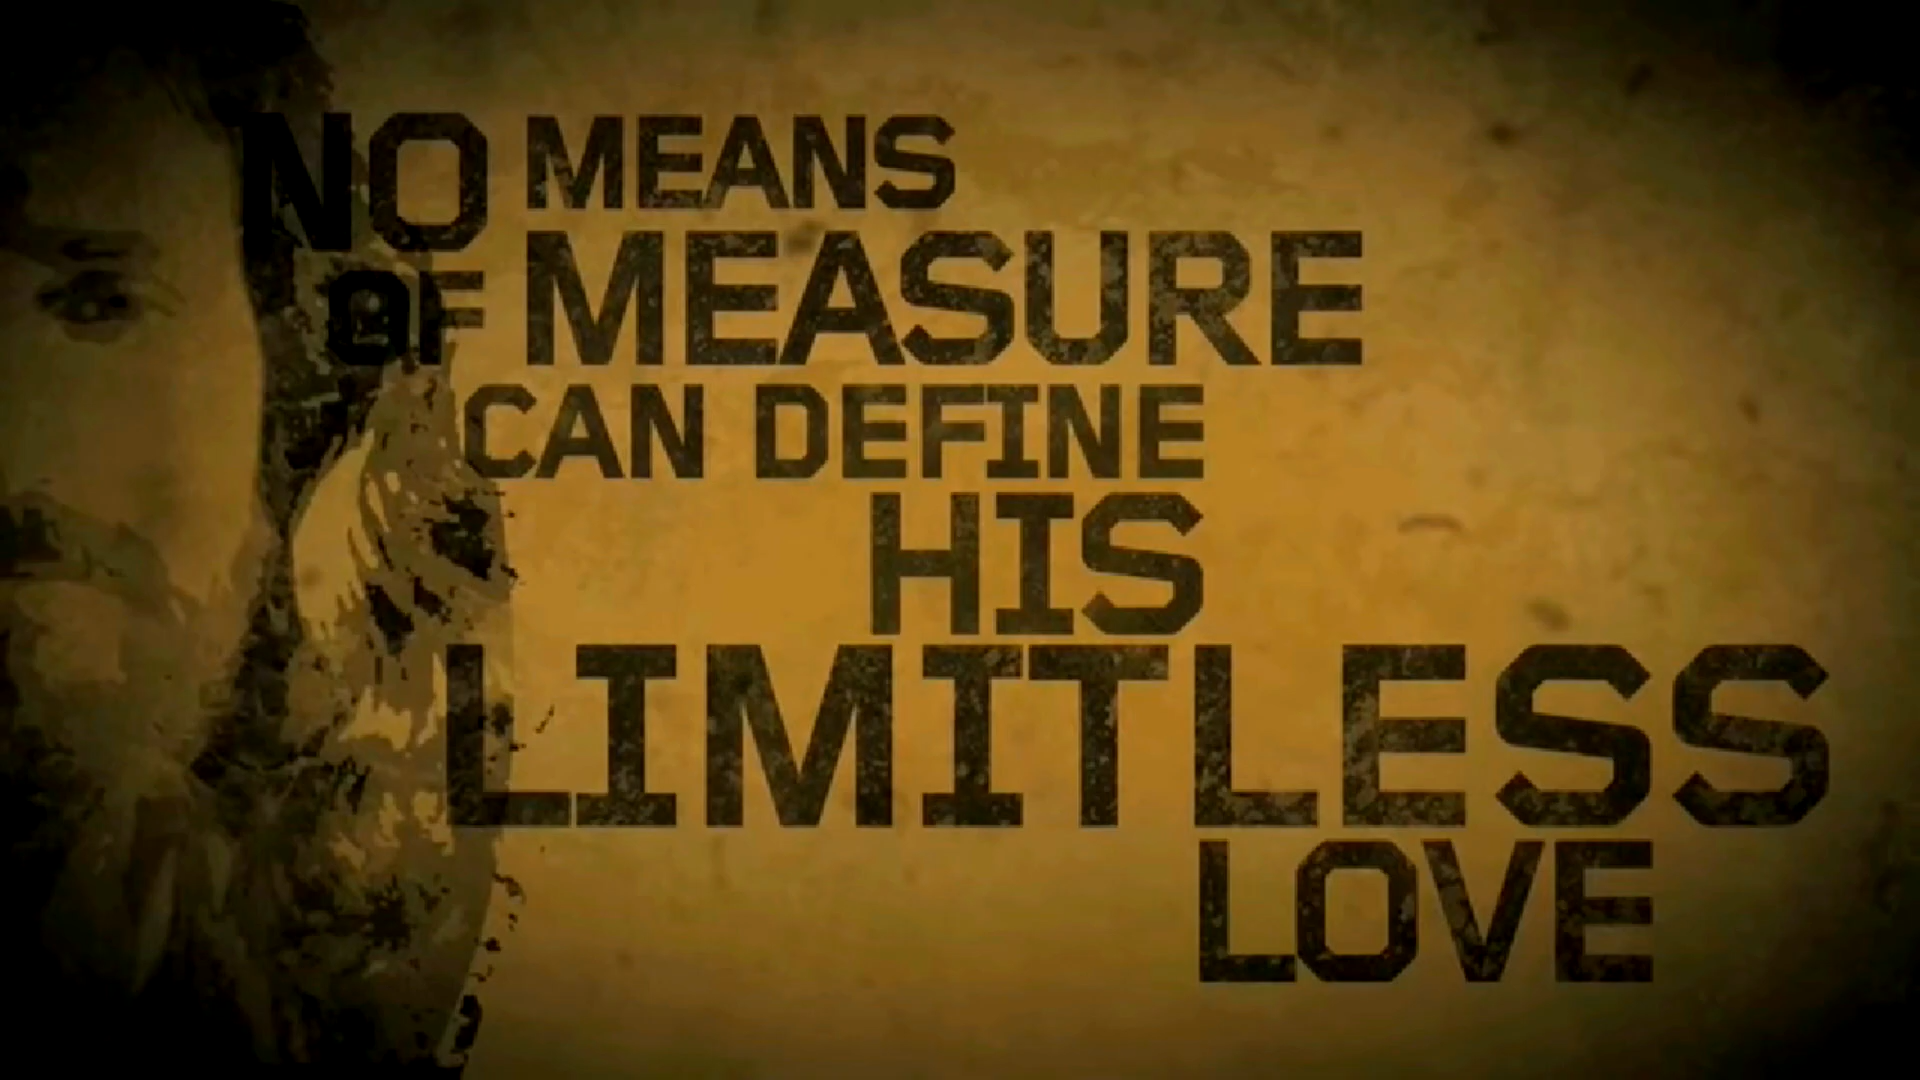 NO MEANS
OF MEASURE
CAN DEFINE
HIS
LIMITLESS
LOVE